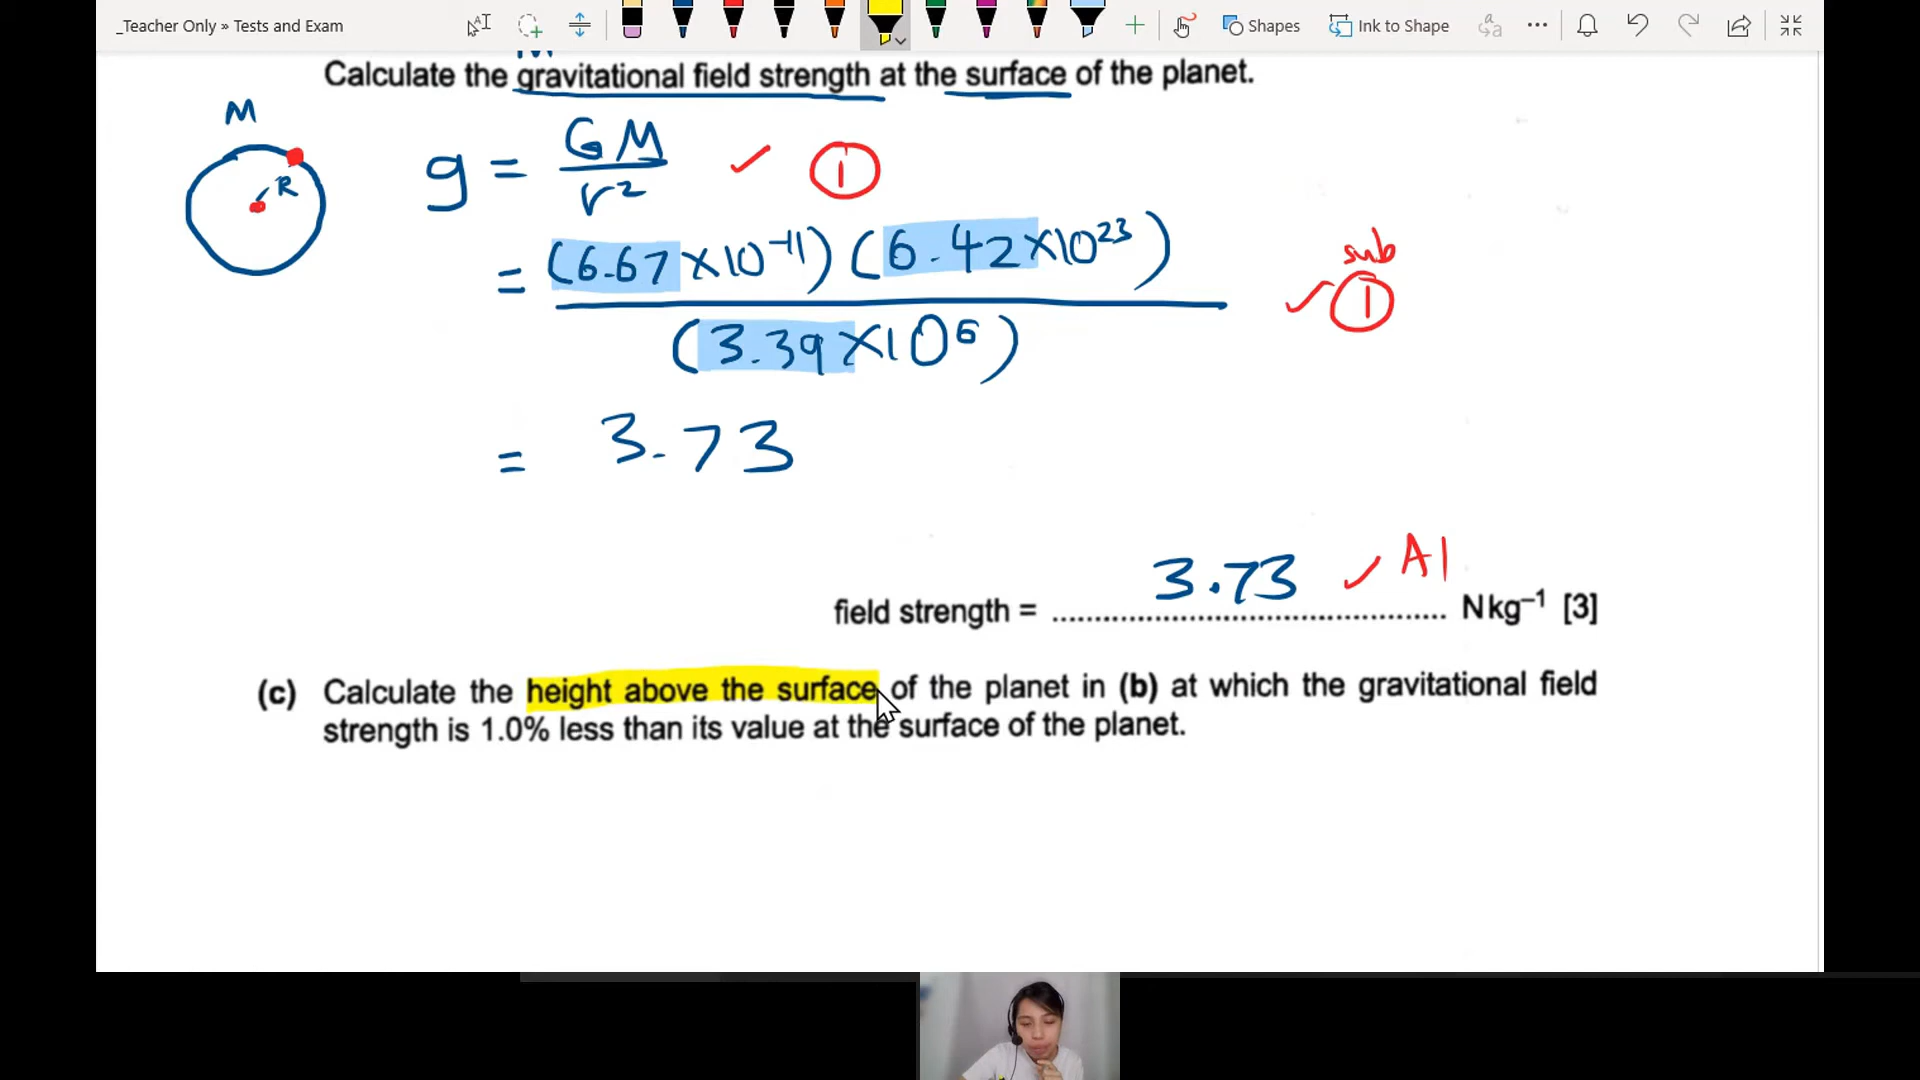 _Teacher Only » Tests and Exam
Shapes
Ink to Shape
Calculate the gravitational field strength at the surface of the planet.
M
R
g = GM / r² ✓ ①
= (6.67×10⁻¹¹)(6.42×10²³) / (3.39×10⁶) ✓ ①
sub
= 3.73
3.73 ✓ A1
field strength = ................................................ N kg⁻¹ [3]
(c) Calculate the height above the surface of the planet in (b) at which the gravitational field
strength is 1.0% less than its value at the surface of the planet.